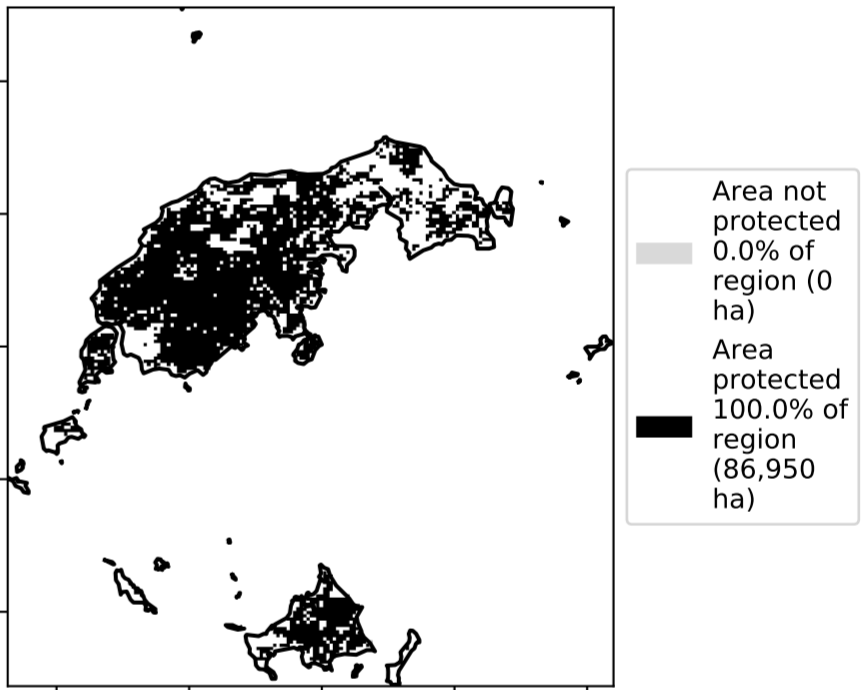 Area not
protected
0.0% of
region (0
ha)
Area
protected
100.0% of
region
(86,950
ha)